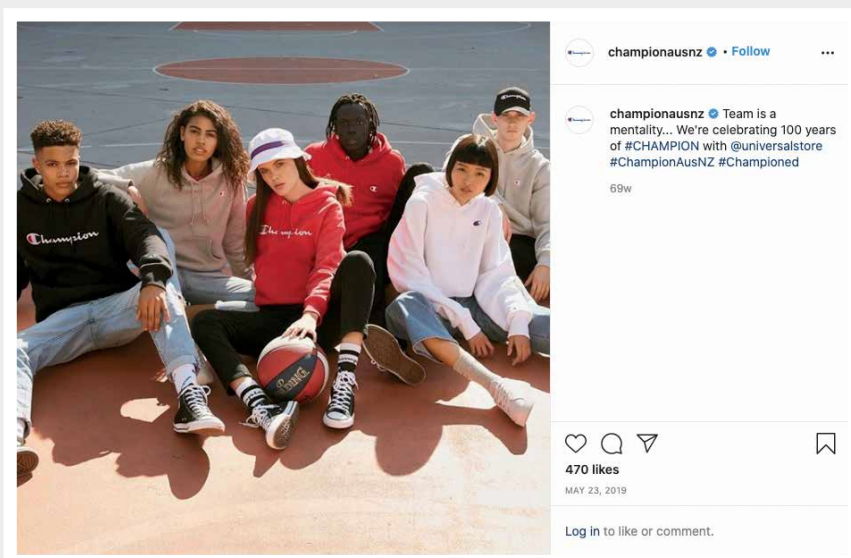 championausnz • Follow
championausnz Team is a
mentality... We're celebrating 100 years
of #CHAMPION with @universalstore
#ChampionAusNZ #Championed
69w
Champion
Champion
Champion
470 likes
MAY 23, 2019
Log in to like or comment.